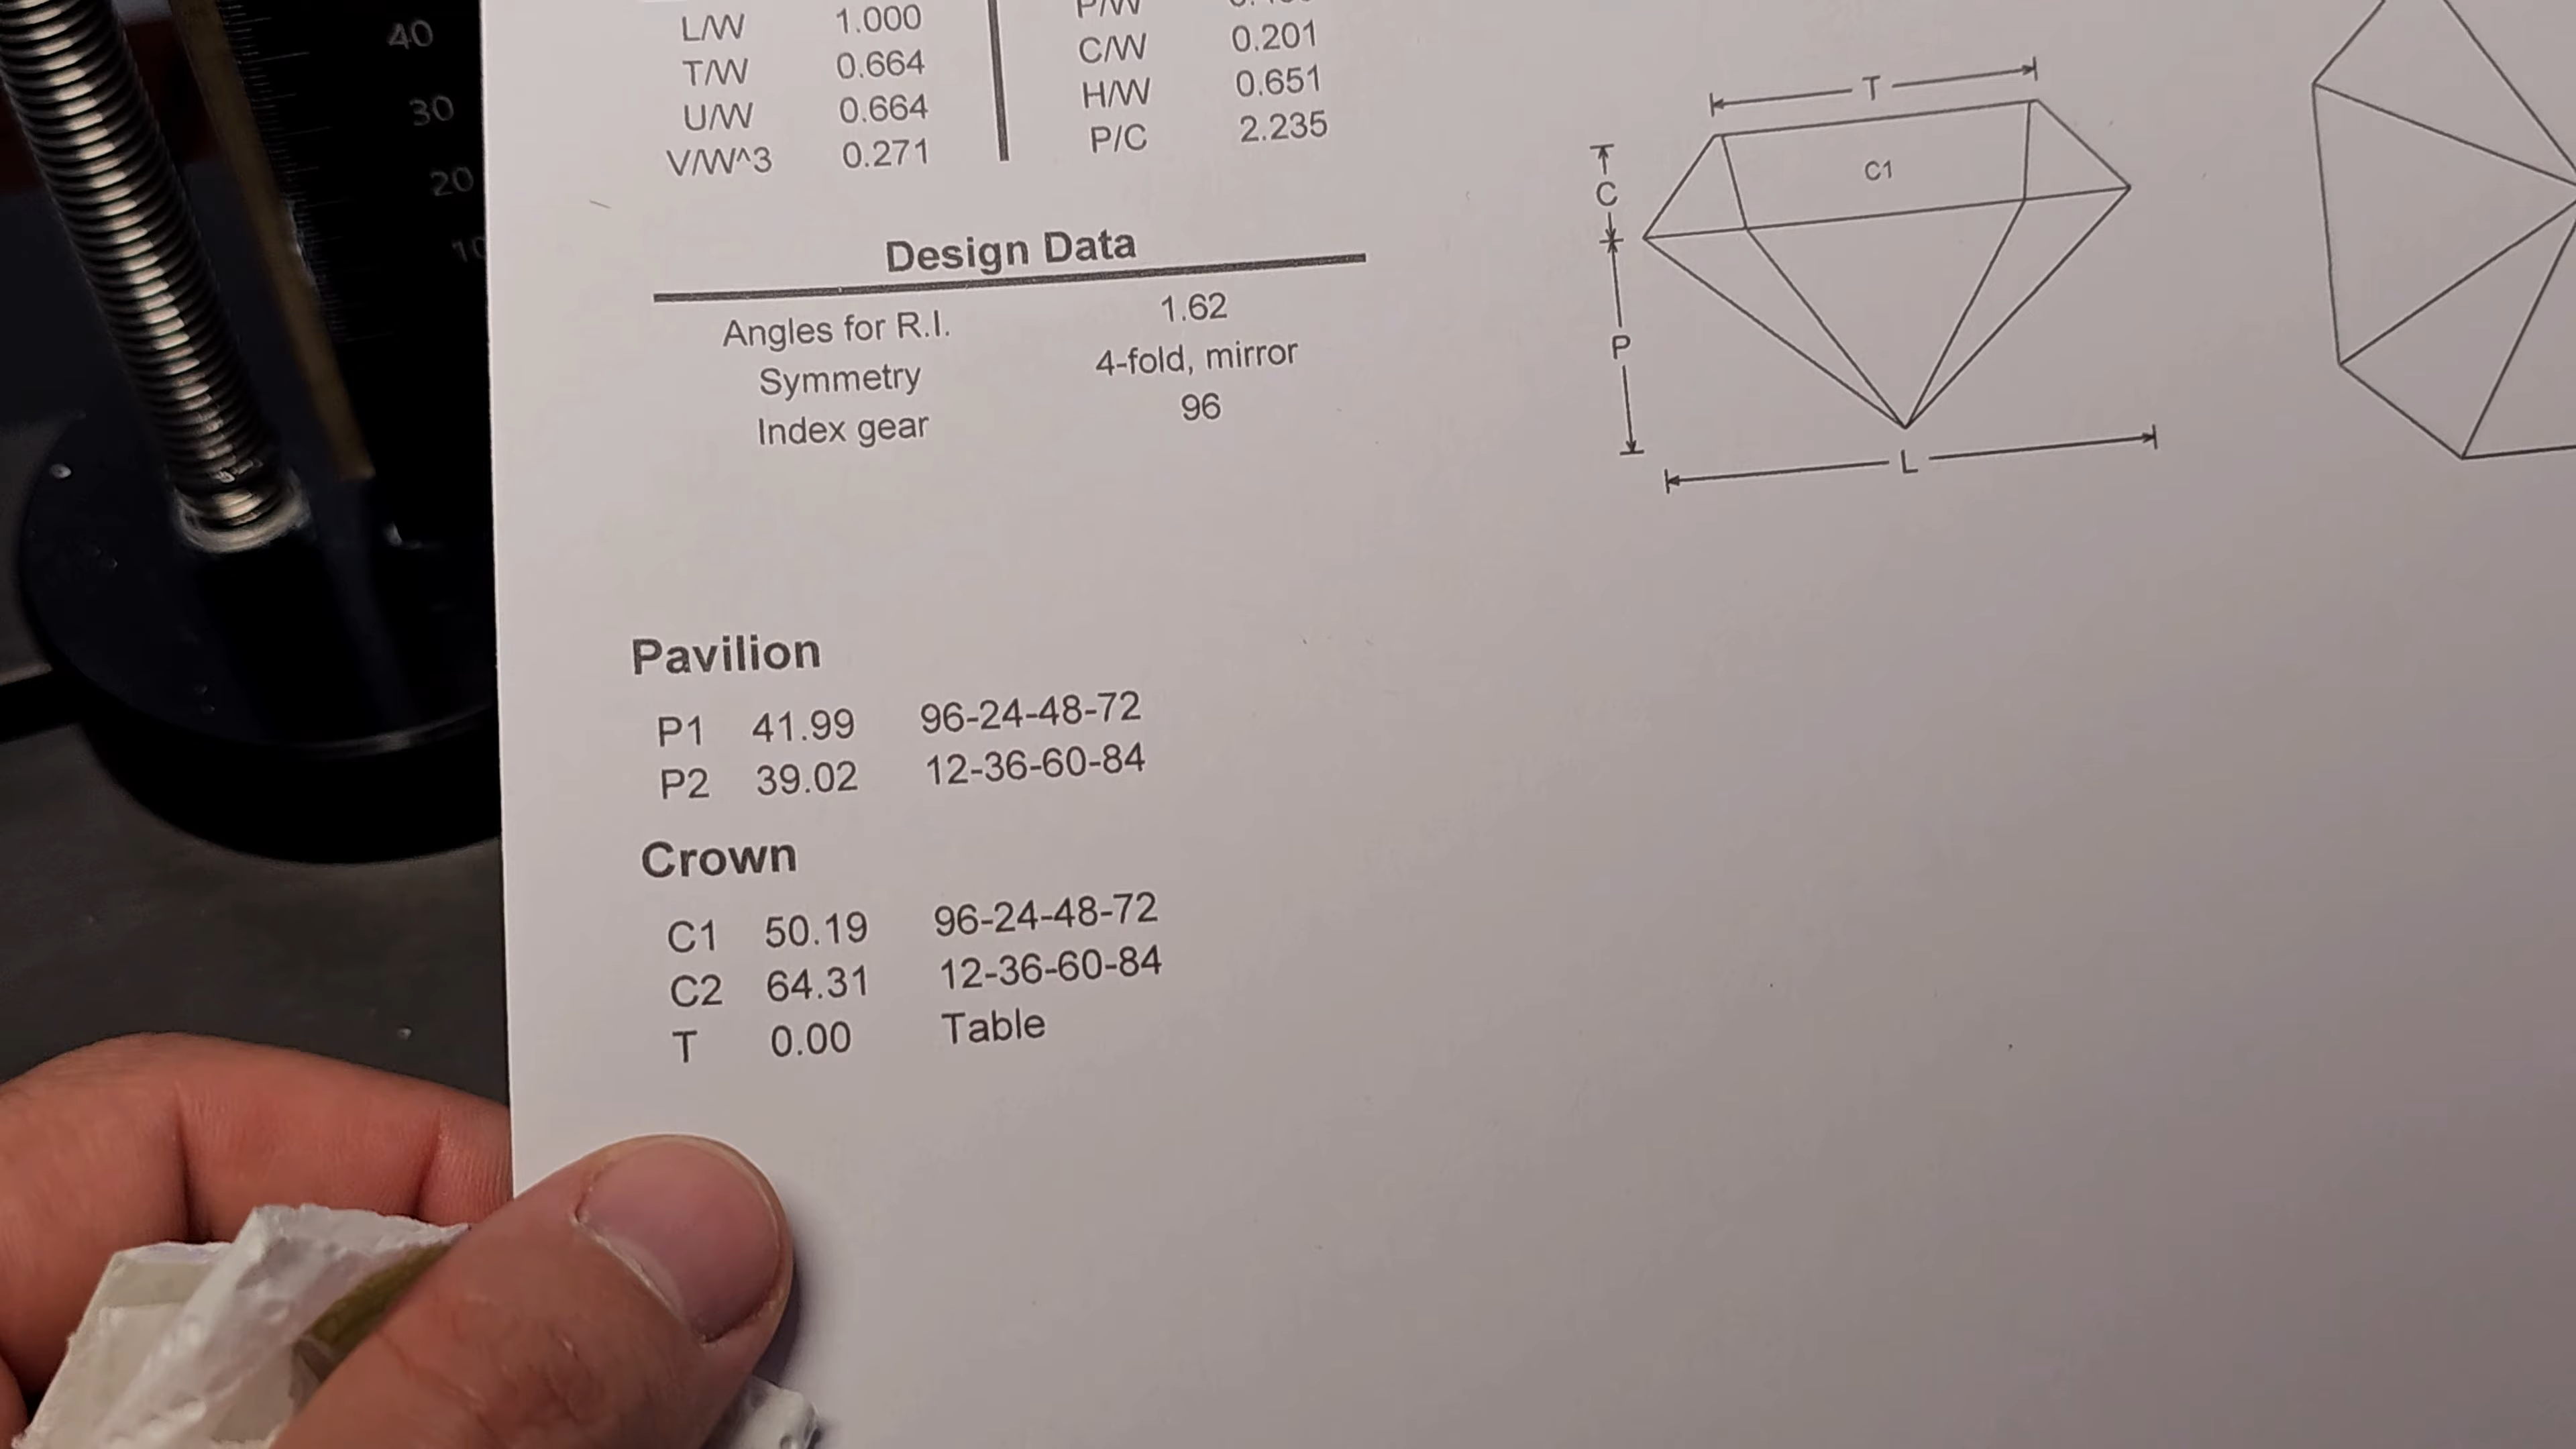 40
30
20
10
L/W 1.000
T/W 0.664
U/W 0.664
V/W^3 0.271
P/W
C/W 0.201
H/W 0.651
P/C 2.235
Design Data
Angles for R.I. 1.62
Symmetry 4-fold, mirror
Index gear 96
T
C1
C
P
L
Pavilion
P1 41.99 96-24-48-72
P2 39.02 12-36-60-84
Crown
C1 50.19 96-24-48-72
C2 64.31 12-36-60-84
T 0.00 Table